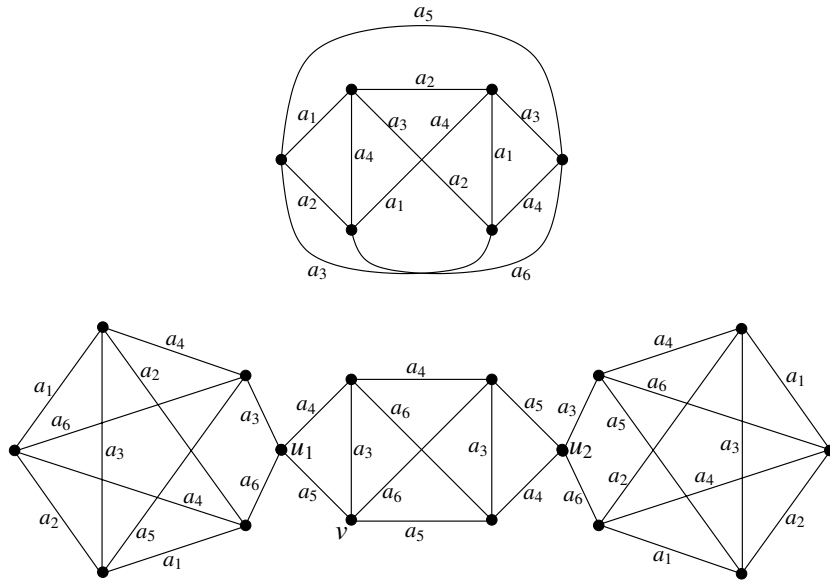 a₅
a₂
a₁ a₃ a₄ a₃
a₄ a₁
a₂ a₁ a₂ a₄
a₃ a₆
a₄ a₂ a₄ a₄ a₆
a₁ a₃ a₄ a₆ a₅ a₃ a₅ a₁
a₆ a₃ u₁ a₃ a₃ u₂ a₂ a₃ a₄
a₂ a₄ a₆ a₅ a₆ a₄ a₆ a₂
a₅ a₁ v a₅ a₁